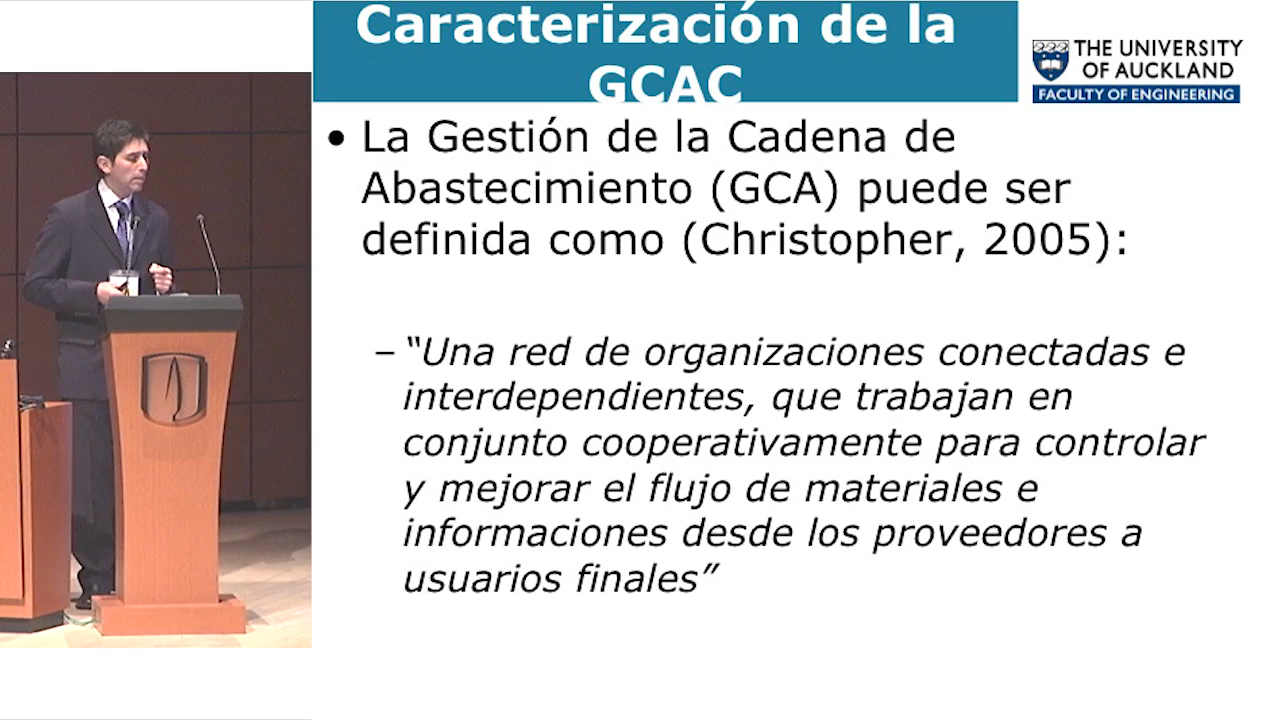 Caracterización de la
GCAC
THE UNIVERSITY
OF AUCKLAND
FACULTY OF ENGINEERING
• La Gestión de la Cadena de
Abastecimiento (GCA) puede ser
definida como (Christopher, 2005):
– “Una red de organizaciones conectadas e
interdependientes, que trabajan en
conjunto cooperativamente para controlar
y mejorar el flujo de materiales e
informaciones desde los proveedores a
usuarios finales”